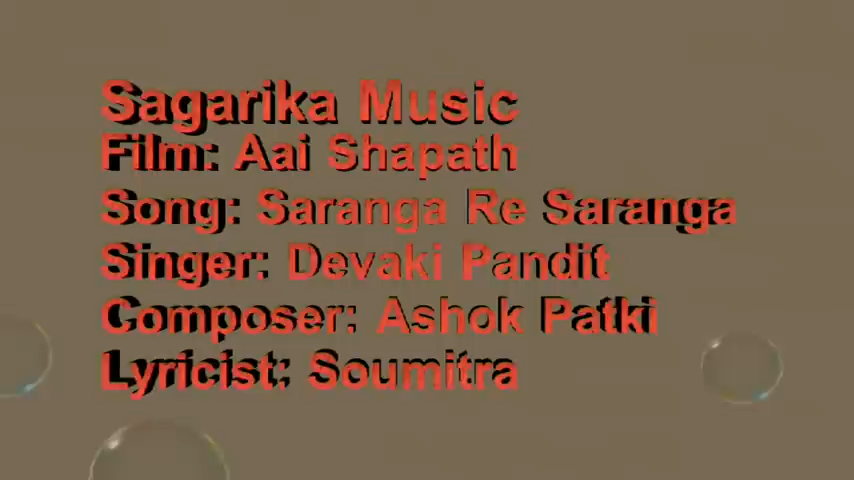 Sagarika Music
Film: Aai Shapath
Song: Saranga Re Saranga
Singer: Devaki Pandit
Composer: Ashok Patki
Lyricist: Soumitra